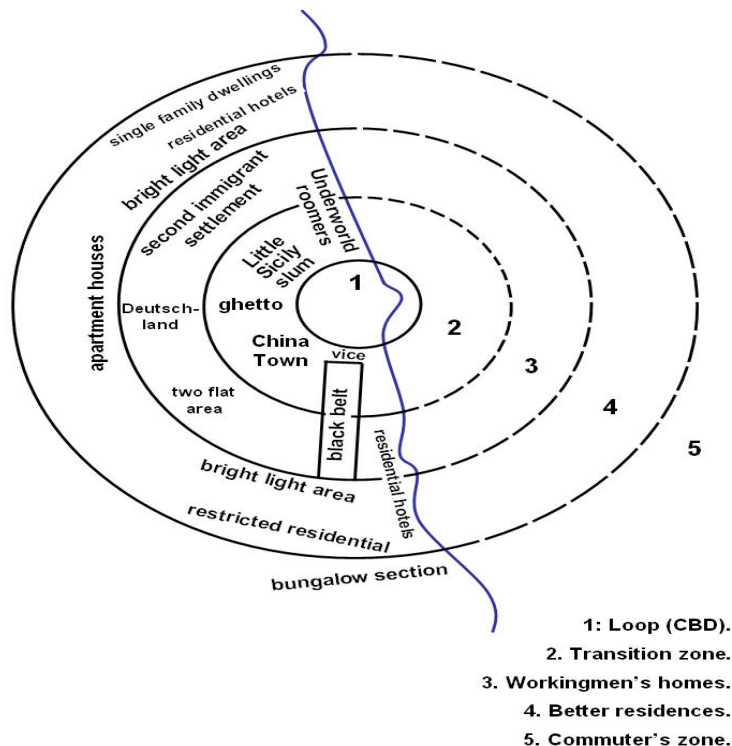 single family dwellings
residential hotels
bright light area
second immigrant
settlement
Underworld
roomers
Little
Sicily
slum
1
apartment houses
Deutsch-
land
ghetto
2
China
Town
vice
3
two flat
area
black belt
4
residential hotels
5
bright light area
restricted residential
bungalow section
1: Loop (CBD).
2. Transition zone.
3. Workingmen's homes.
4. Better residences.
5. Commuter's zone.